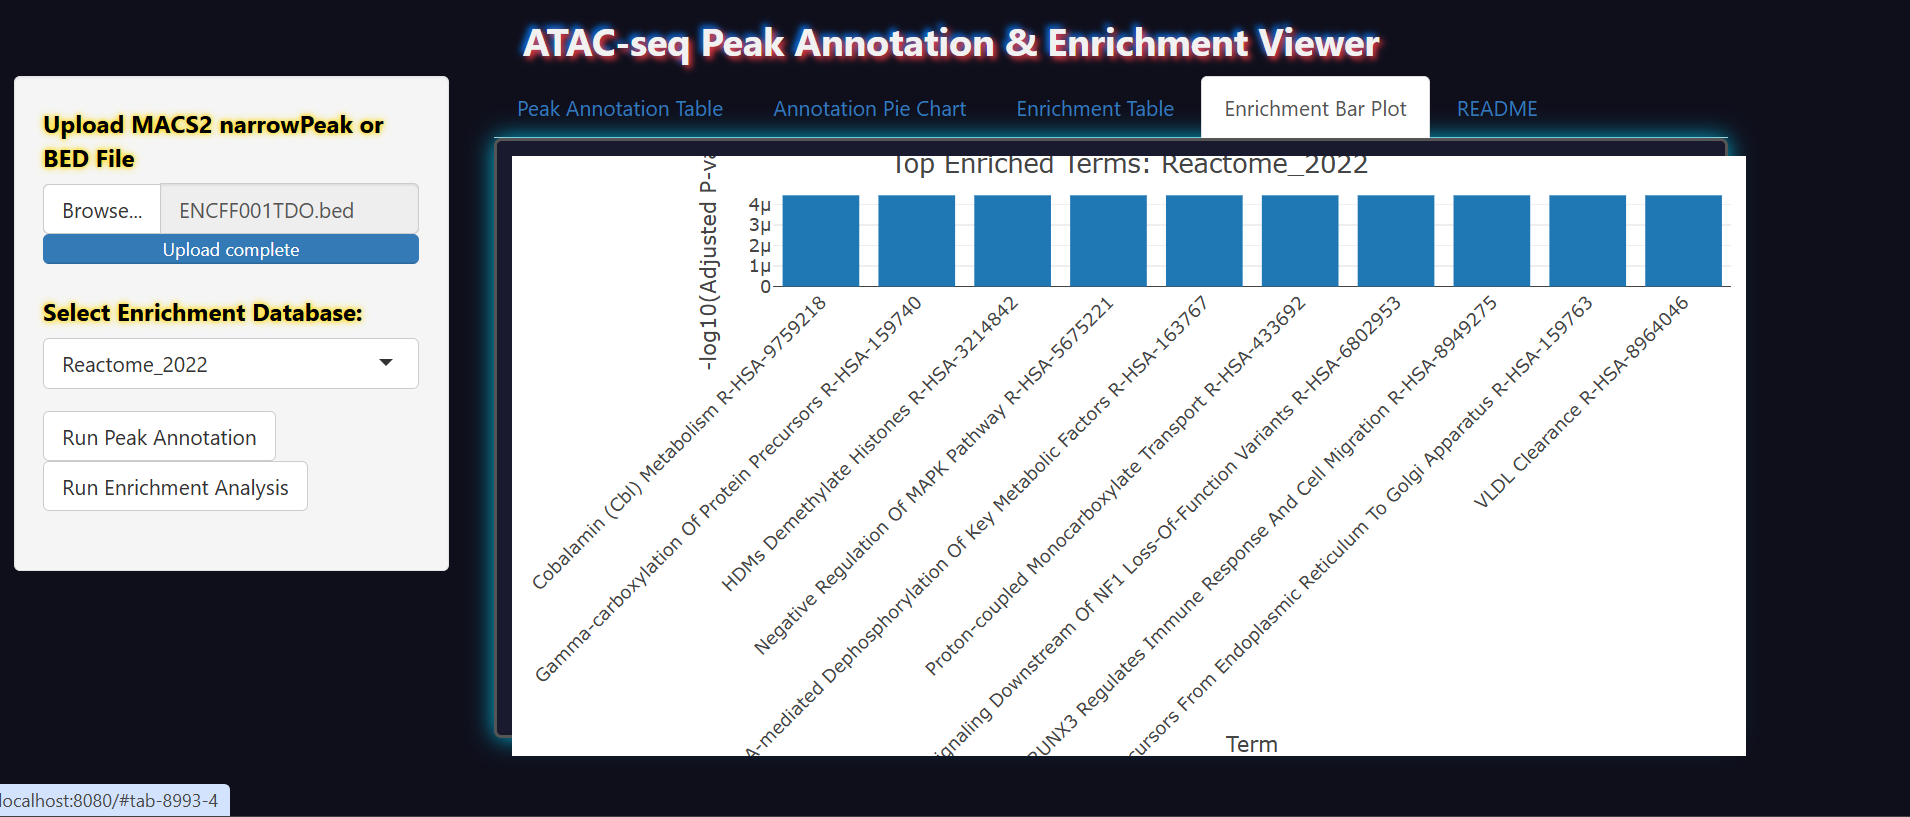 ATAC-seq Peak Annotation & Enrichment Viewer
Upload MACS2 narrowPeak or
BED File
Browse...
ENCFF001TDO.bed
Upload complete
Select Enrichment Database:
Reactome_2022
Run Peak Annotation
Run Enrichment Analysis
Peak Annotation Table
Annotation Pie Chart
Enrichment Table
Enrichment Bar Plot
README
Top Enriched Terms: Reactome_2022
-log10(Adjusted
4μ
3μ
2μ
1μ
0
Cobalamin (Cbl) Metabolism R-HSA-9759218
Gamma-carboxylation Of Protein Precursors R-HSA-159740
HDMs Demethylate Histones R-HSA-3214842
Negative Regulation Of MAPK Pathway R-HSA-5675221
A-mediated Dephosphorylation Of Key Metabolic Factors R-HSA-163767
Proton-coupled Monocarboxylate Transport R-HSA-433692
ignaling Downstream Of NF1 Loss-Of-Function Variants R-HSA-6802953
RUNX3 Regulates Immune Response And Cell Migration R-HSA-8949275
cursors From Endoplasmic Reticulum To Golgi Apparatus R-HSA-159763
VLDL Clearance R-HSA-8964046
Term
localhost:8080/#tab-8993-4